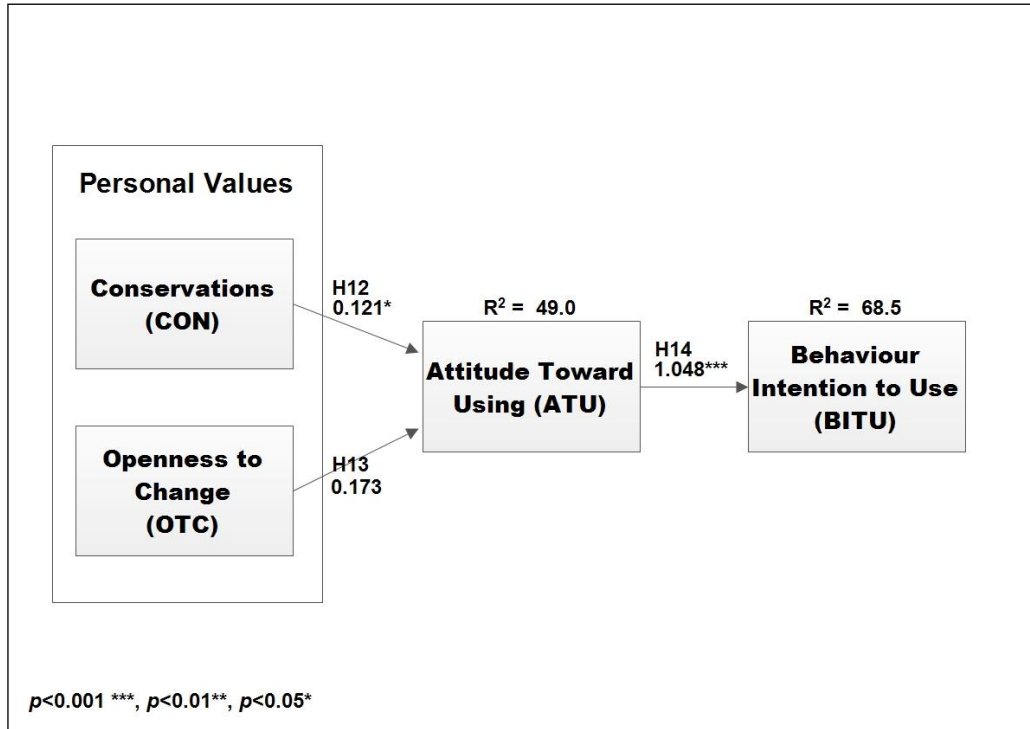 Personal Values
Conservations
(CON)
H12
0.121*
Openness to
Change
(OTC)
H13
0.173
R² = 49.0
Attitude Toward
Using (ATU)
H14
1.048***
R² = 68.5
Behaviour
Intention to Use
(BITU)
p<0.001 ***, p<0.01**, p<0.05*